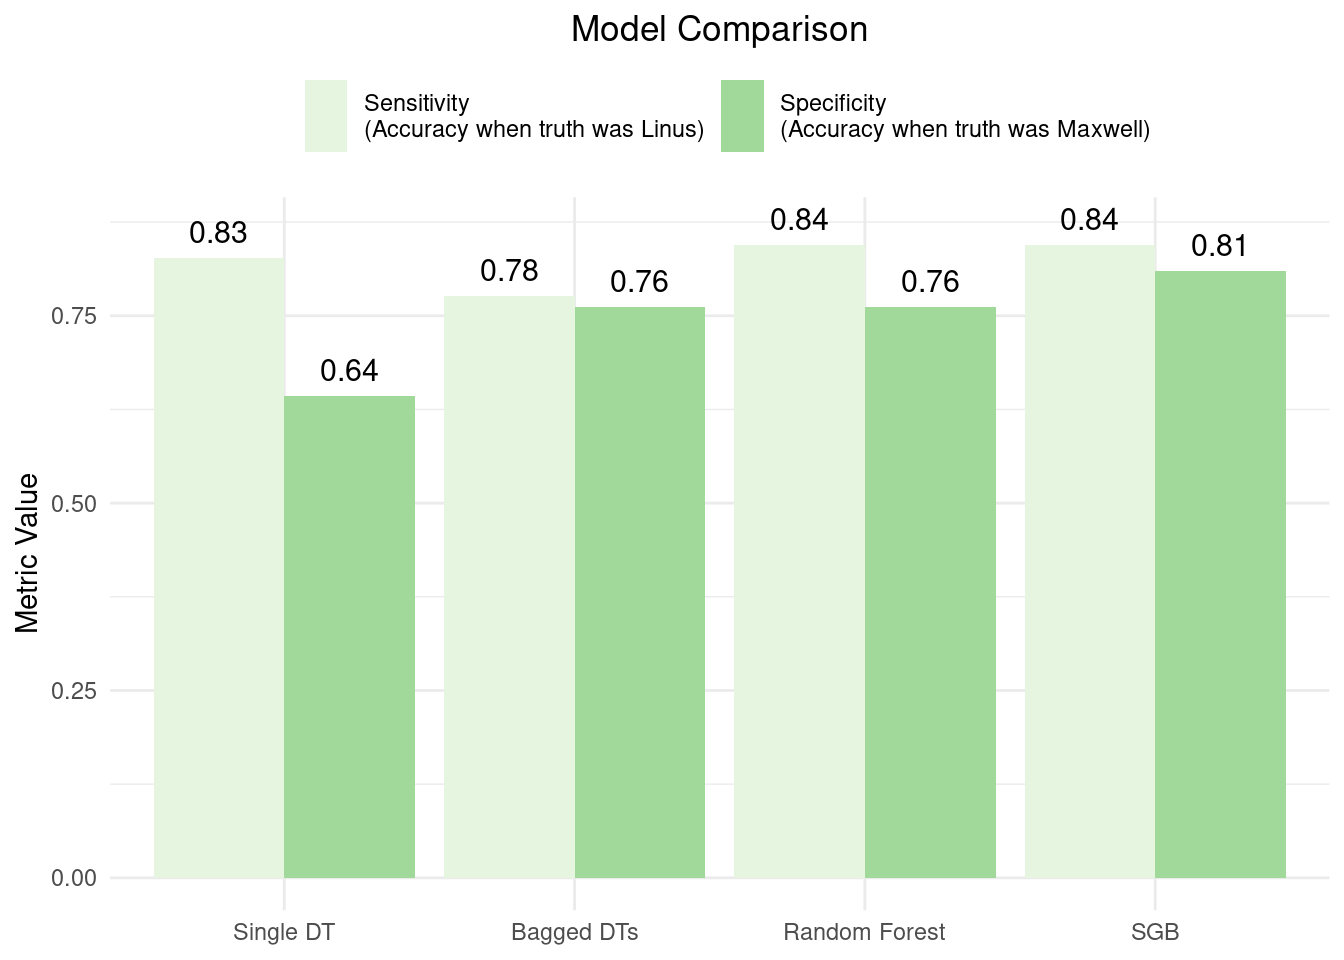 Model Comparison
Sensitivity
(Accuracy when truth was Linus)
Specificity
(Accuracy when truth was Maxwell)
Metric Value
0.75
0.50
0.25
0.00
0.83
0.64
0.78
0.76
0.84
0.76
0.84
0.81
Single DT
Bagged DTs
Random Forest
SGB